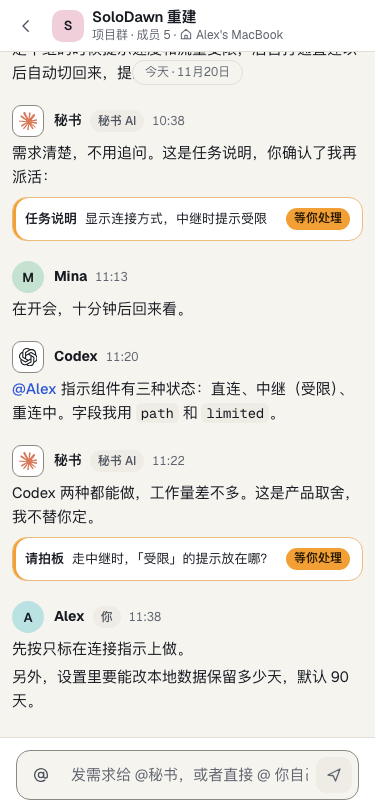 SoloDawn 重建
项目群 · 成员 5 · Alex's MacBook
S
后自动切回来，提
今天 · 11月20日
秘书 秘书 AI 10:38
需求清楚，不用追问。这是任务说明，你确认了我再
派活：
任务说明 显示连接方式，中继时提示受限 等你处理
M Mina 11:13
在开会，十分钟后回来看。
Codex 11:20
@Alex 指示组件有三种状态：直连、中继（受限）、
重连中。字段我用 path 和 limited 。
秘书 秘书 AI 11:22
Codex 两种都能做，工作量差不多。这是产品取舍，
我不替你定。
请拍板 走中继时，「受限」的提示放在哪？ 等你处理
A Alex 你 11:38
先按只标在连接指示上做。
另外，设置里要能改本地数据保留多少天，默认 90
天。
@ 发需求给 @秘书，或者直接 @ 你自